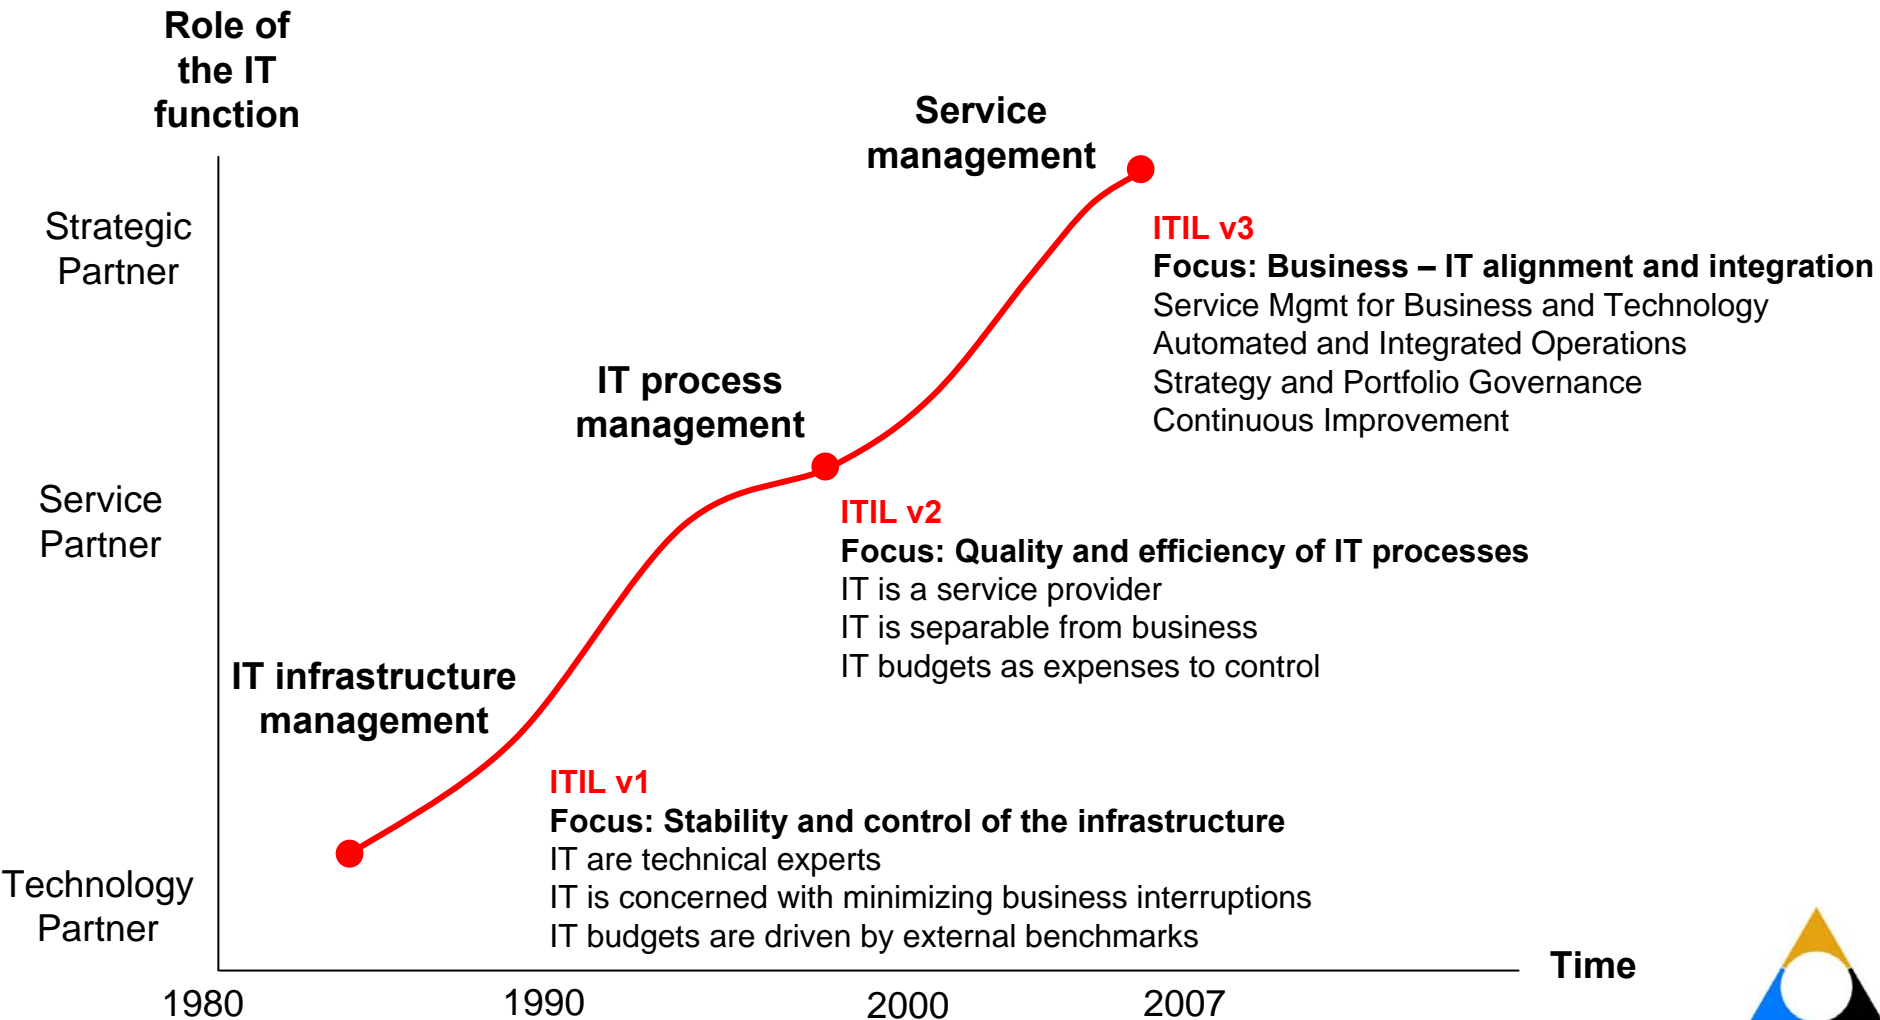 Role of
the IT
function
Service
management
Strategic
Partner
ITIL v3
Focus: Business – IT alignment and integration
Service Mgmt for Business and Technology
Automated and Integrated Operations
Strategy and Portfolio Governance
Continuous Improvement
IT process
management
Service
Partner
ITIL v2
Focus: Quality and efficiency of IT processes
IT is a service provider
IT is separable from business
IT budgets as expenses to control
IT infrastructure
management
ITIL v1
Focus: Stability and control of the infrastructure
IT are technical experts
IT is concerned with minimizing business interruptions
IT budgets are driven by external benchmarks
Technology
Partner
Time
1980
1990
2000
2007